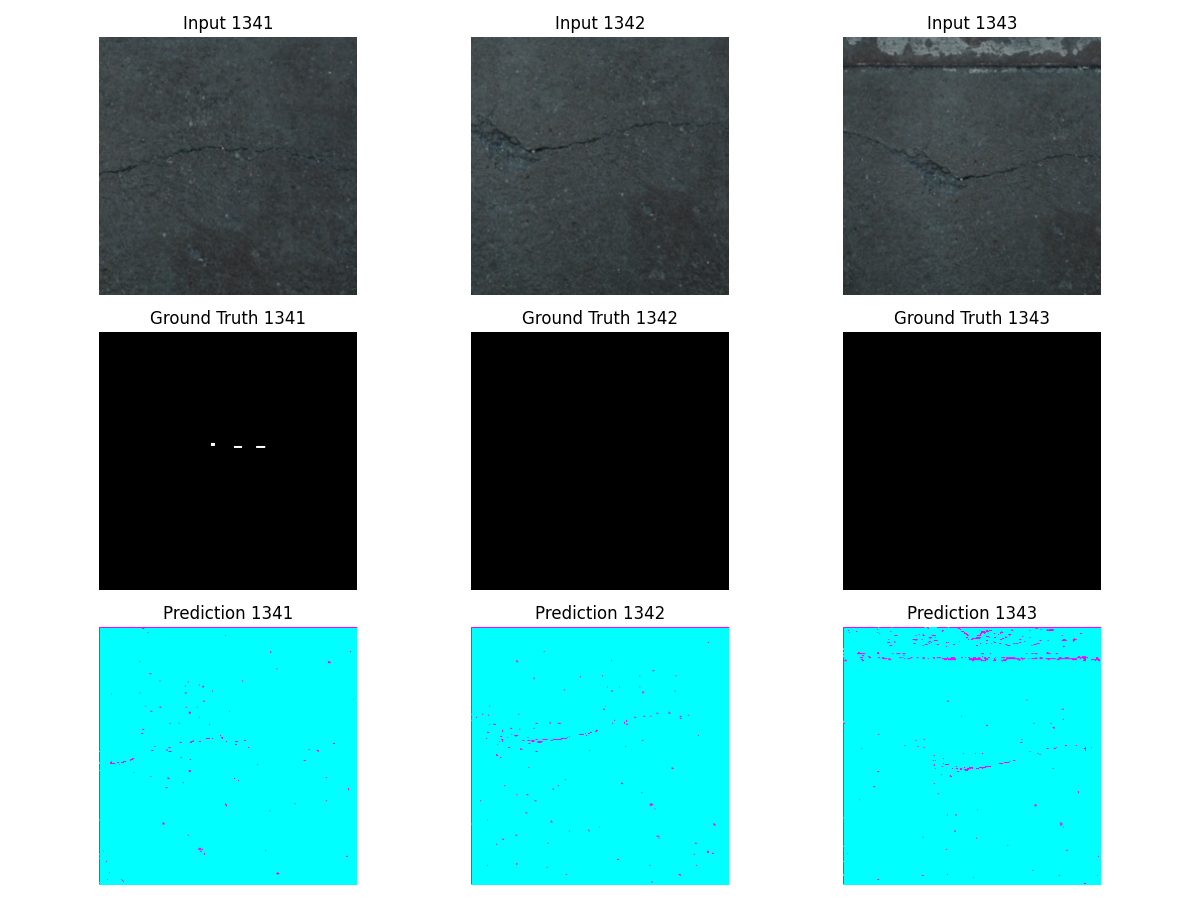 Input 1341
Input 1342
Input 1343
Ground Truth 1341
Ground Truth 1342
Ground Truth 1343
Prediction 1341
Prediction 1342
Prediction 1343